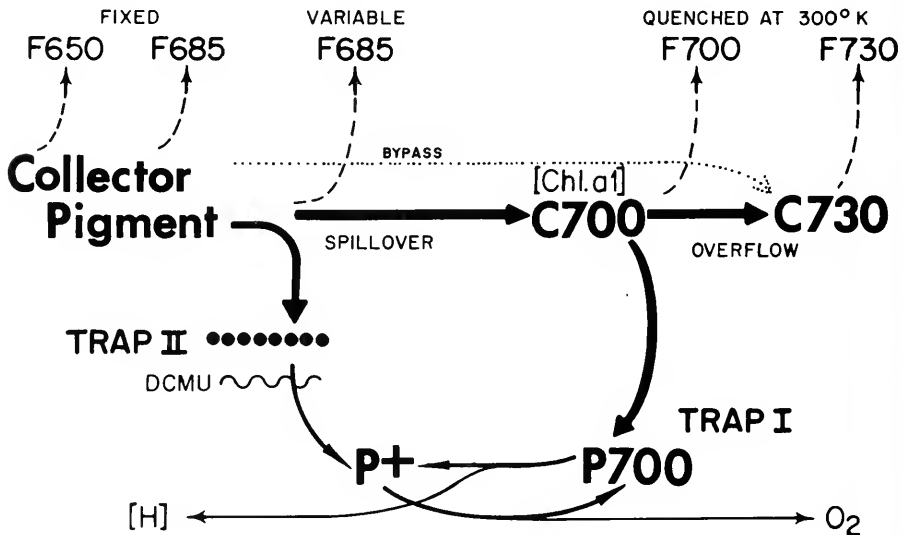 FIXED VARIABLE QUENCHED AT 300° K
F650 F685 F685 F700 F730
BYPASS
Collector [Chl.a1]
Pigment C700 C730
SPILLOVER OVERFLOW
TRAP II
DCMU
TRAP I
P+ P700
[H] O₂